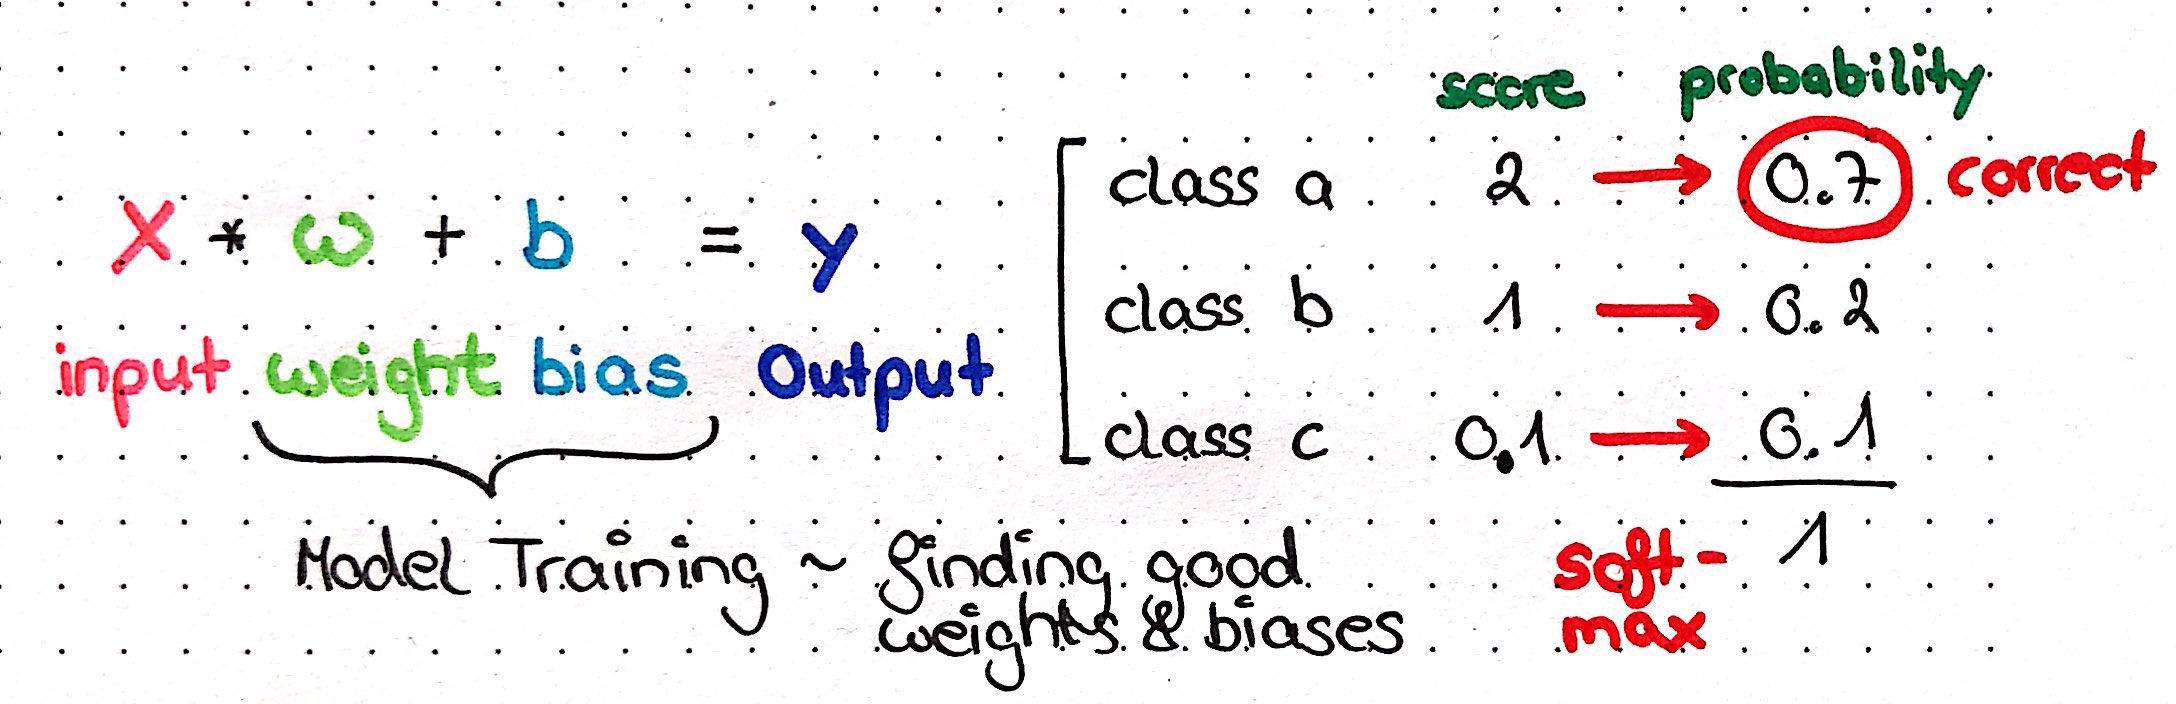 score probability
class a 2 → 0.7 correct
x * w + b = y
class b 1 → 0.2
input weight bias Output
class c 0.1 → 0.1
1
Model Training ~ finding good
weights & biases
soft-
max